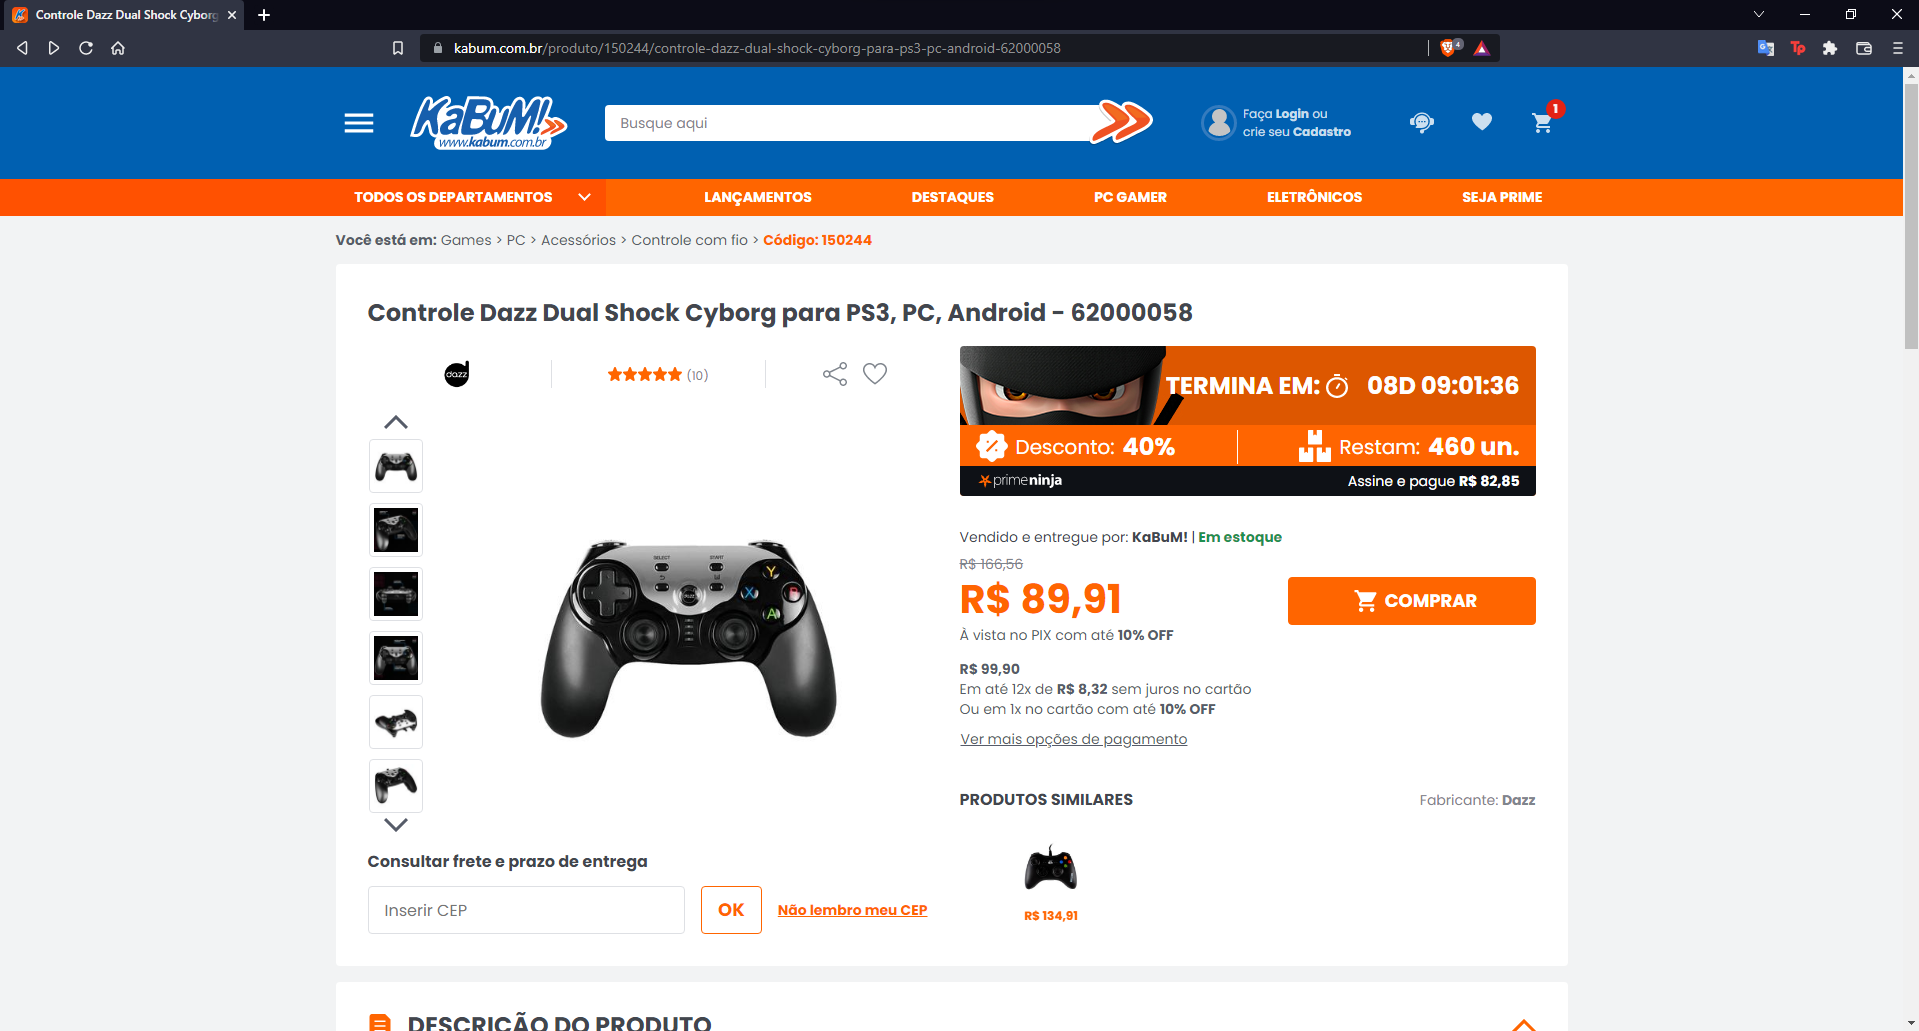 Controle Dazz Dual Shock Cyborg
kabum.com.br/produto/150244/controle-dazz-dual-shock-cyborg-para-ps3-pc-android-62000058
4
Tp
KaBuM!
www.kabum.com.br
Busque aqui
Faça Login ou
crie seu Cadastro
1
TODOS OS DEPARTAMENTOS
LANÇAMENTOS
DESTAQUES
PC GAMER
ELETRÔNICOS
SEJA PRIME
Você está em: Games > PC > Acessórios > Controle com fio > Código: 150244
Controle Dazz Dual Shock Cyborg para PS3, PC, Android - 62000058
dazz
(10)
TERMINA EM: 08D 09:01:36
Desconto: 40%
Restam: 460 un.
primeninja
Assine e pague R$ 82,85
SELECT
START
Y
X
B
A
Vendido e entregue por: KaBuM! | Em estoque
R$ 166,56
R$ 89,91
COMPRAR
À vista no PIX com até 10% OFF
R$ 99,90
Em até 12x de R$ 8,32 sem juros no cartão
Ou em 1x no cartão com até 10% OFF
Ver mais opções de pagamento
PRODUTOS SIMILARES
Fabricante: Dazz
R$ 134,91
Consultar frete e prazo de entrega
Inserir CEP
OK
Não lembro meu CEP
DESCRIÇÃO DO PRODUTO